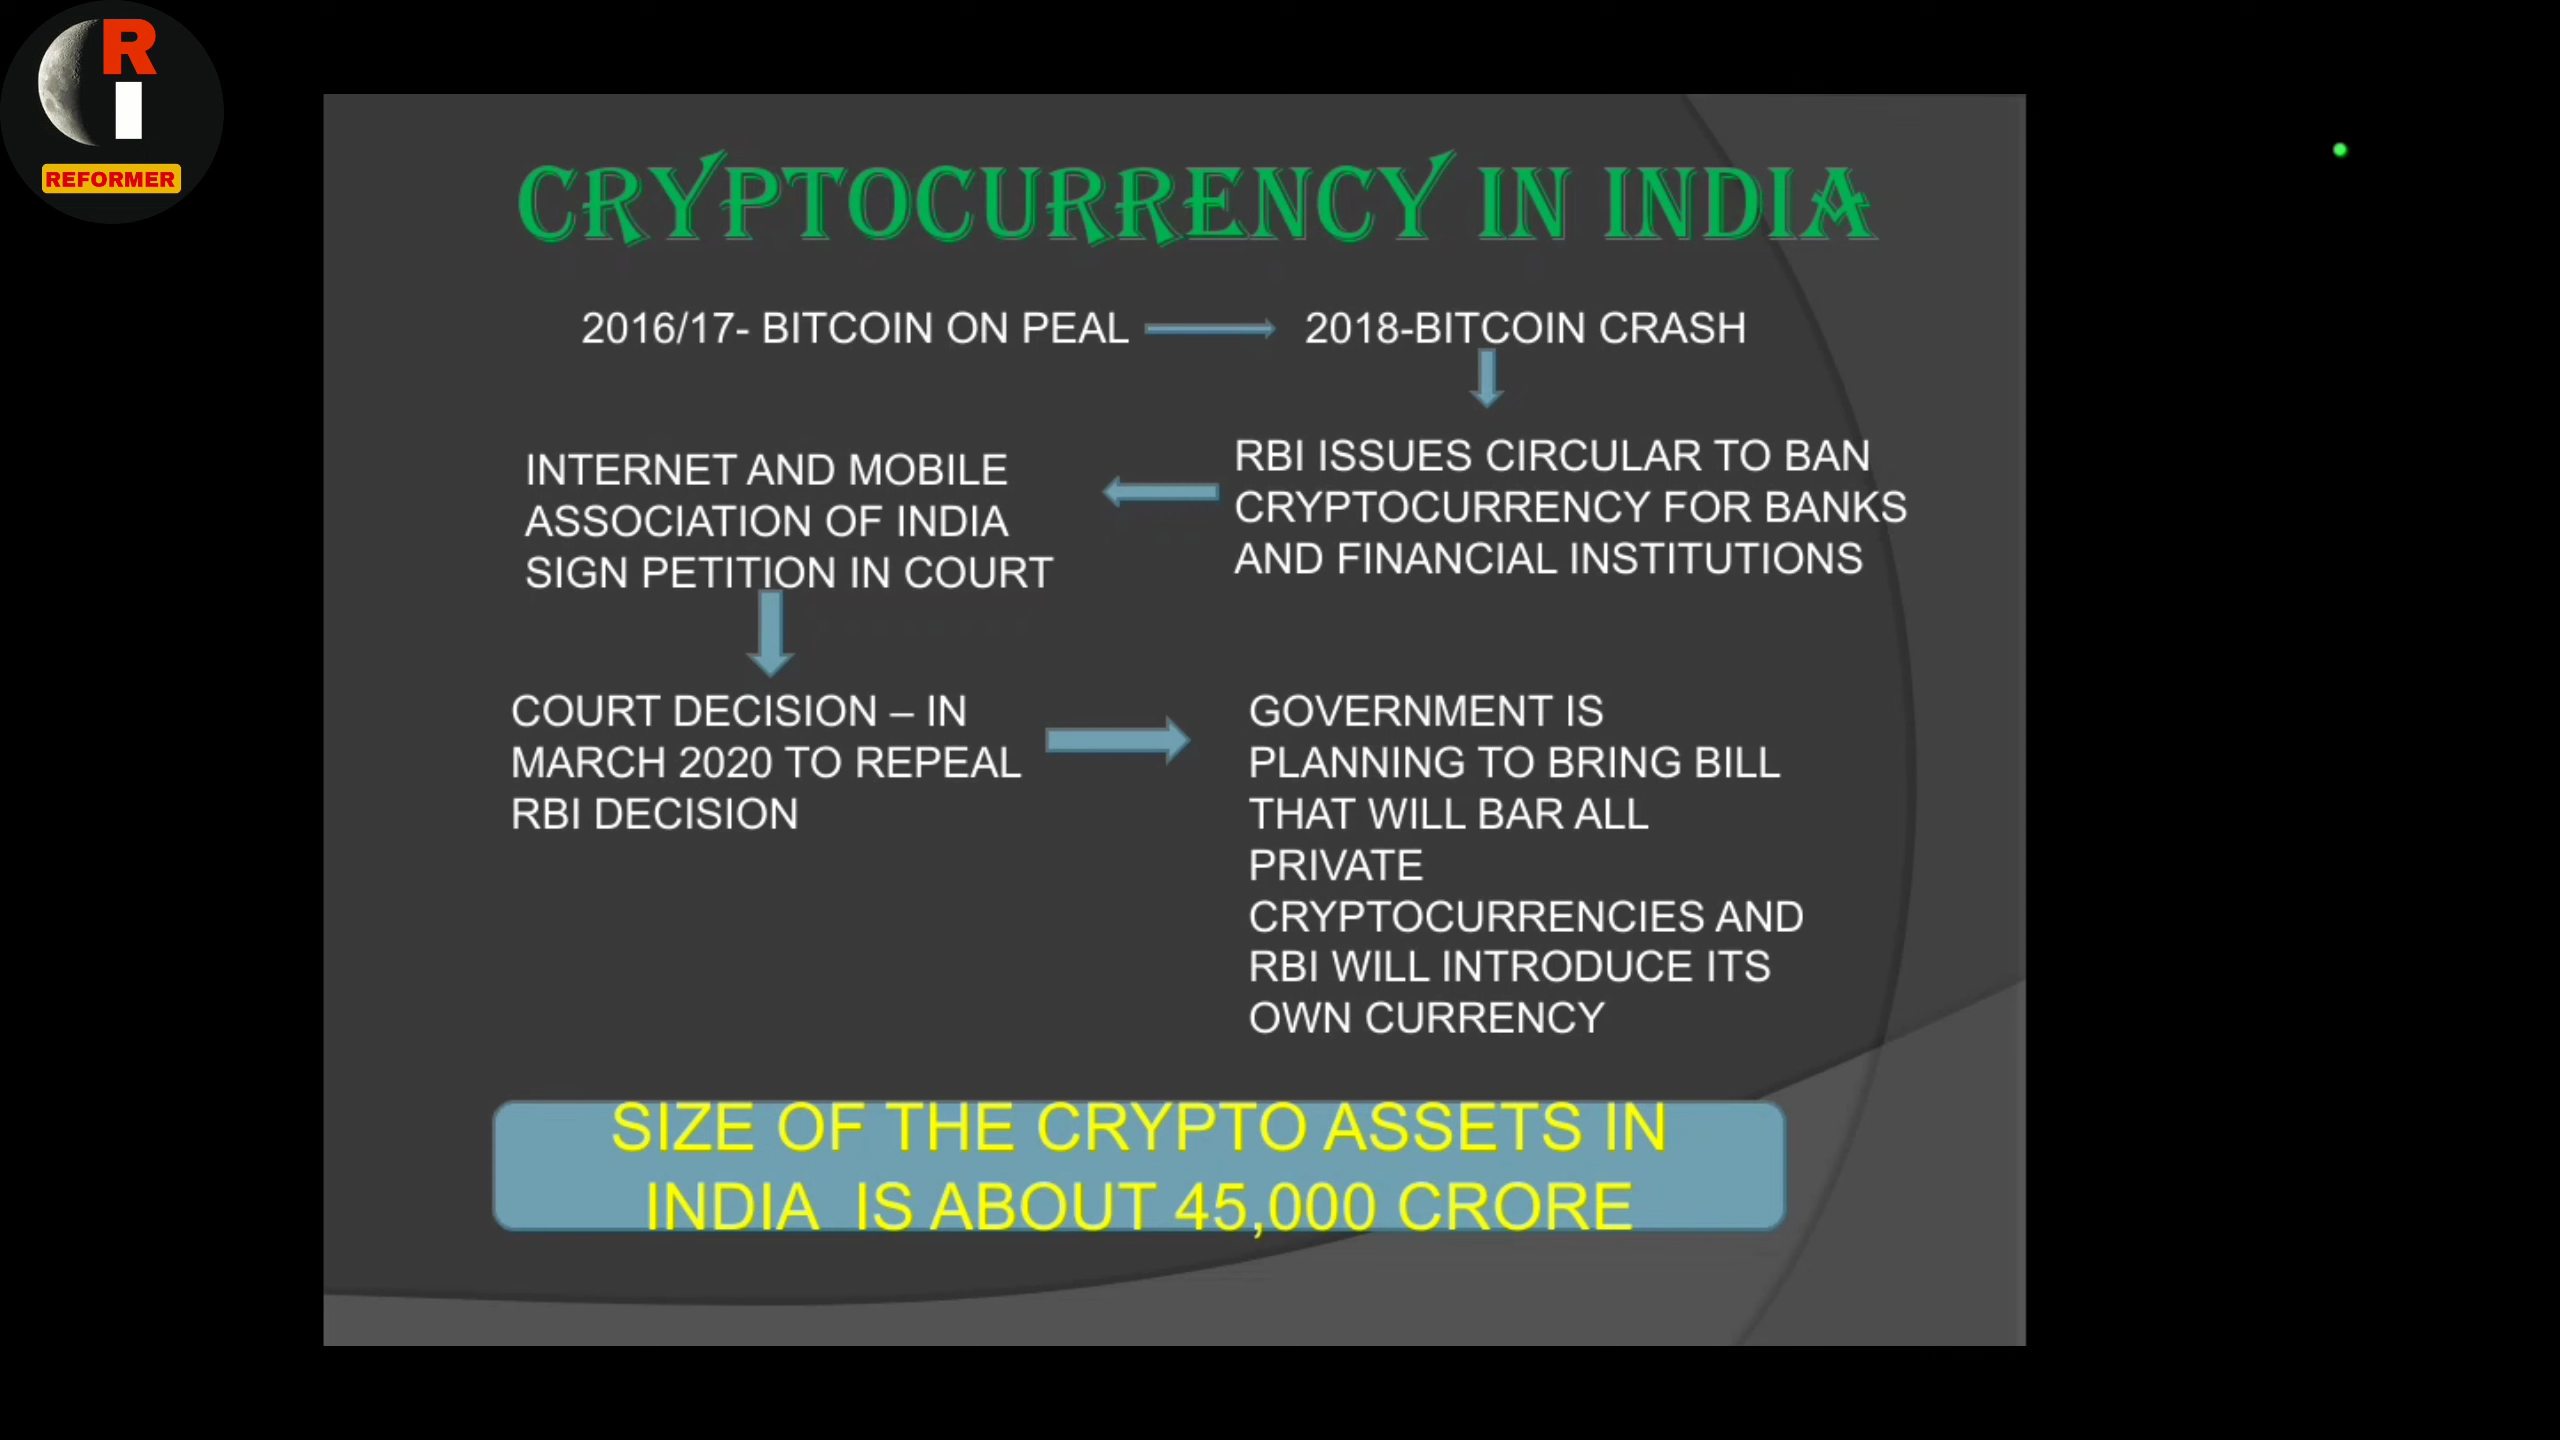 R
I
REFORMER
CRYPTOCURRENCY IN INDIA
2016/17- BITCOIN ON PEAL
2018-BITCOIN CRASH
RBI ISSUES CIRCULAR TO BAN
CRYPTOCURRENCY FOR BANKS
AND FINANCIAL INSTITUTIONS
INTERNET AND MOBILE
ASSOCIATION OF INDIA
SIGN PETITION IN COURT
COURT DECISION – IN
MARCH 2020 TO REPEAL
RBI DECISION
GOVERNMENT IS
PLANNING TO BRING BILL
THAT WILL BAR ALL
PRIVATE
CRYPTOCURRENCIES AND
RBI WILL INTRODUCE ITS
OWN CURRENCY
SIZE OF THE CRYPTO ASSETS IN
INDIA  IS ABOUT 45,000 CRORE